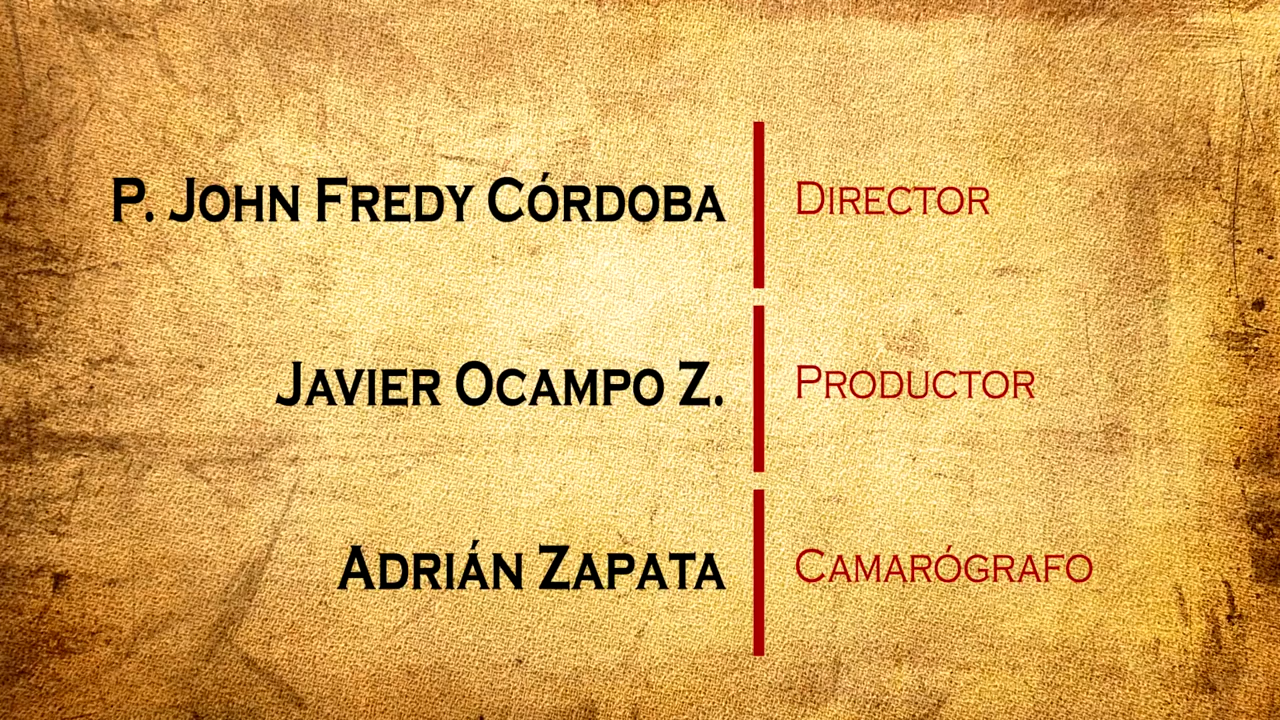 P. John Fredy Córdoba Director
Javier Ocampo Z. Productor
Adrián Zapata Camarógrafo